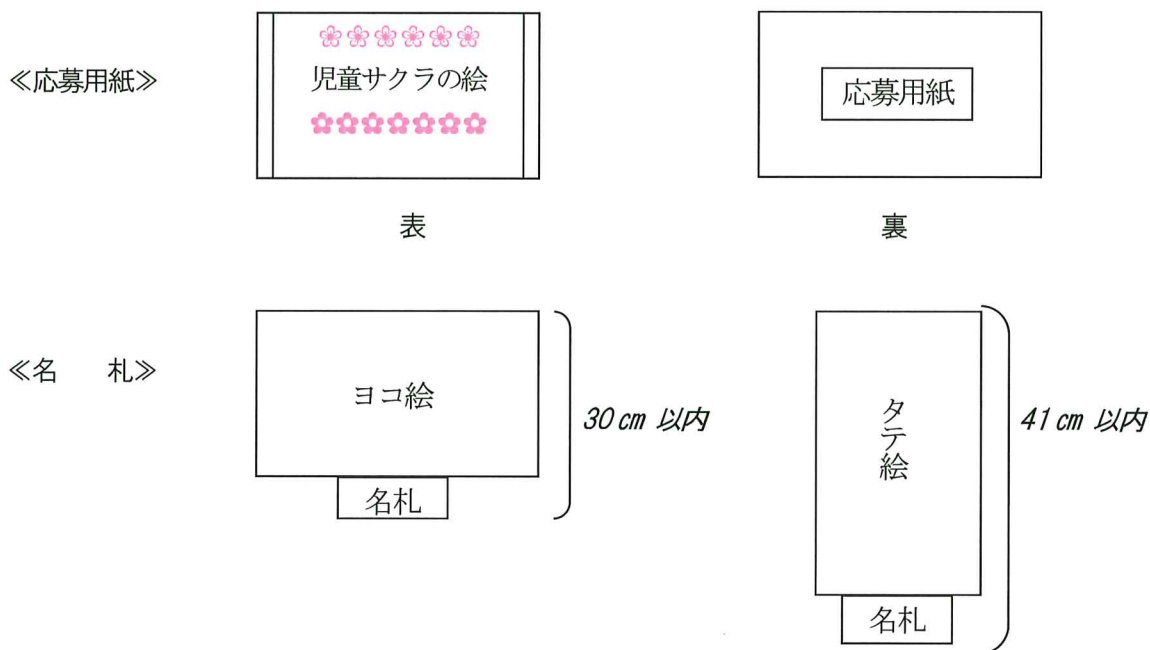 ≪応募用紙≫
児童サクラの絵
応募用紙
表
裏
≪名　　札≫
ヨコ絵
名札
30㎝ 以内
タテ絵
名札
41㎝ 以内